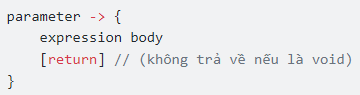 parameter -> {
    expression body
    [return] // (không trả về nếu là void)
}